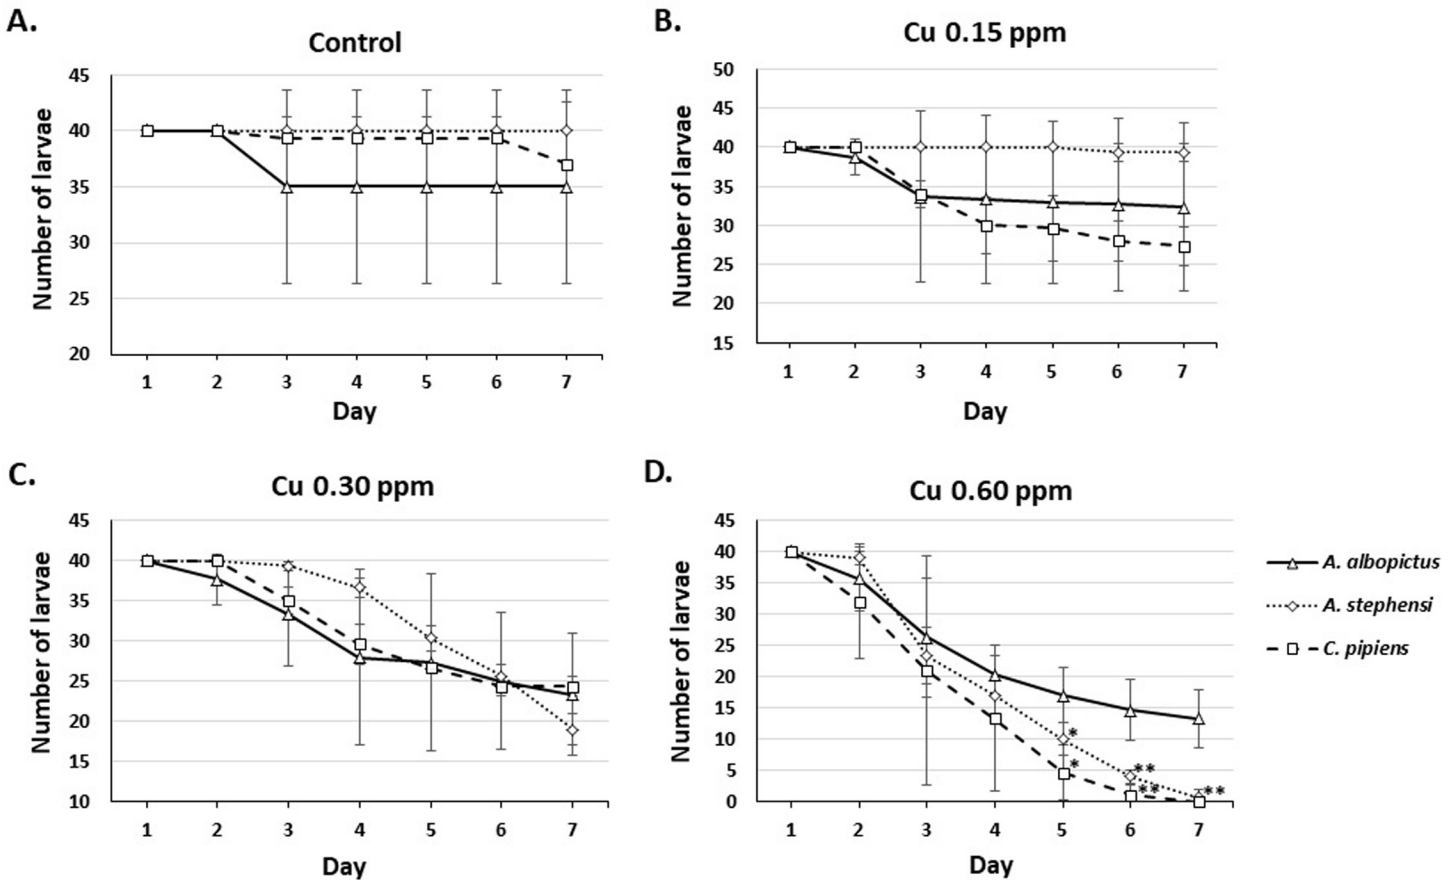 A.
Control
Number of larvae
45
40
35
30
25
20
1 2 3 4 5 6 7
Day
B.
Cu 0.15 ppm
Number of larvae
50
45
40
35
30
25
20
15
1 2 3 4 5 6 7
Day
C.
Cu 0.30 ppm
Number of larvae
45
40
35
30
25
20
15
10
1 2 3 4 5 6 7
Day
D.
Cu 0.60 ppm
Number of larvae
45
40
35
30
25
20
15
10
5
0
*
*
**
**
**
1 2 3 4 5 6 7
Day
A. albopictus
A. stephensi
C. pipiens